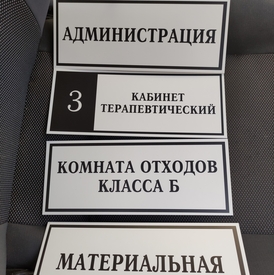 АДМИНИСТРАЦИЯ
3
КАБИНЕТ
ТЕРАПЕВТИЧЕСКИЙ
КОМНАТА ОТХОДОВ
КЛАССА Б
МАТЕРИАЛЬНАЯ